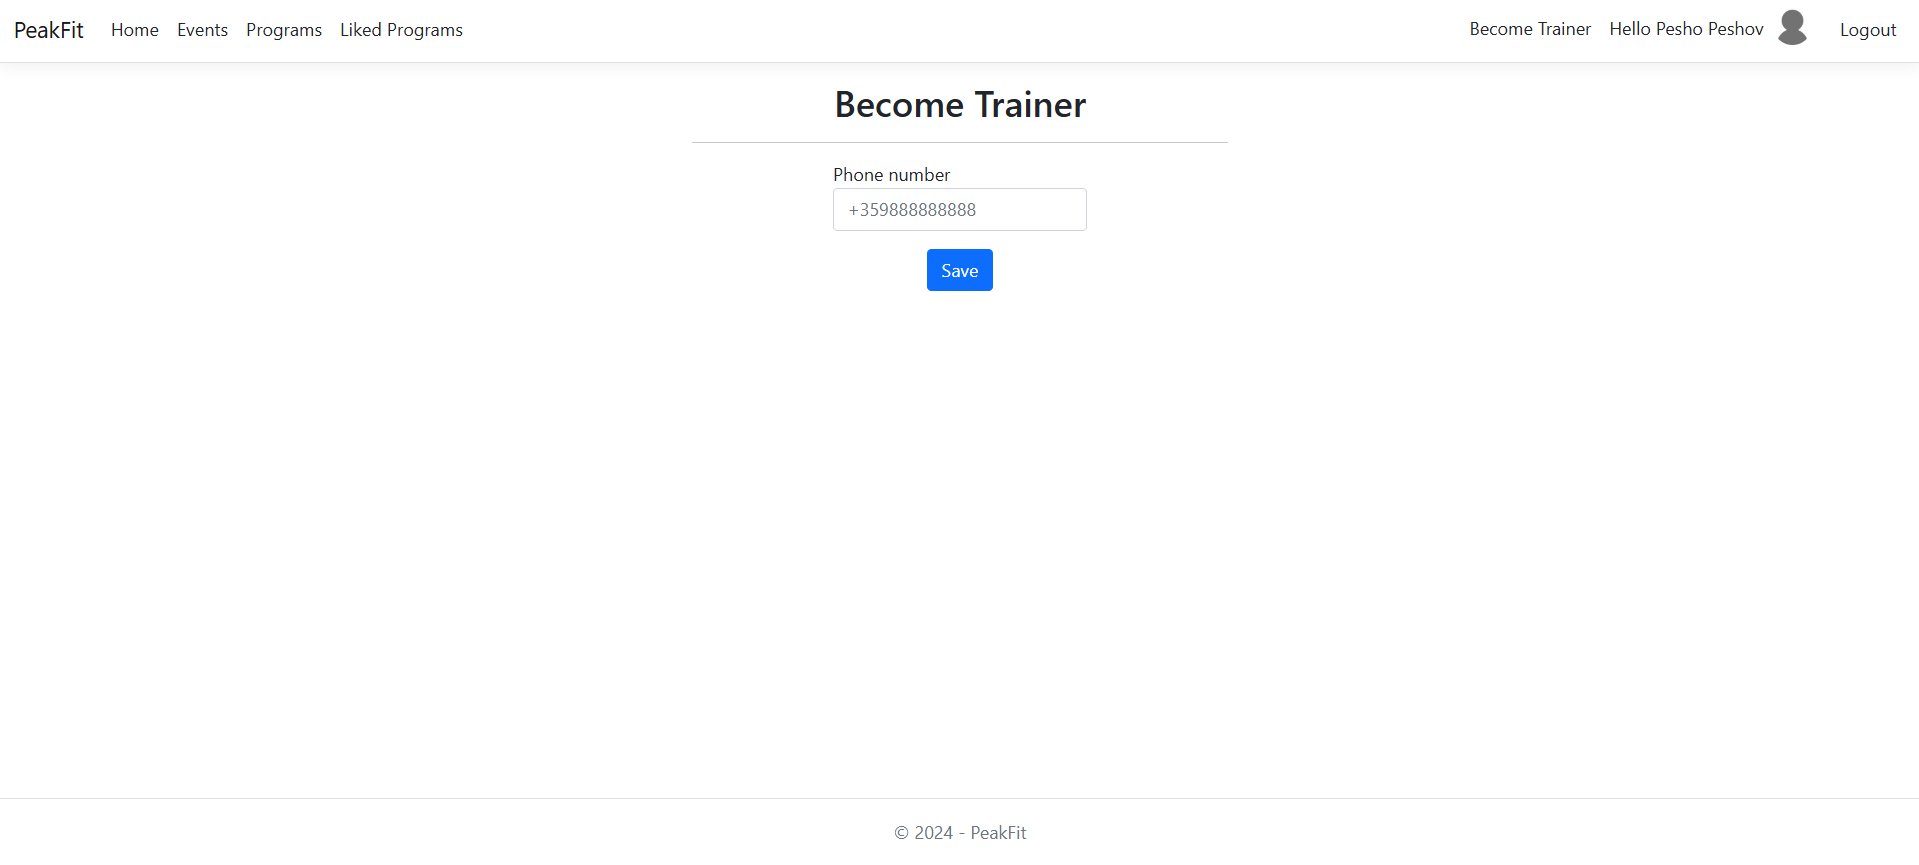 PeakFit Home Events Programs Liked Programs Become Trainer Hello Pesho Peshov Logout
Become Trainer
Phone number
+359888888888
Save
© 2024 - PeakFit